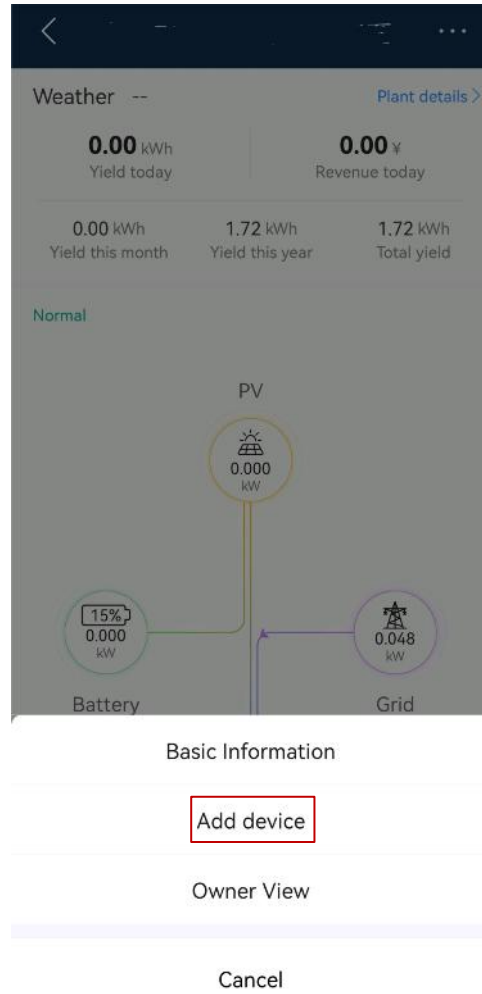 Weather --
Plant details >
0.00 kWh
Yield today
0.00 ¥
Revenue today
0.00 kWh
Yield this month
1.72 kWh
Yield this year
1.72 kWh
Total yield
Normal
PV
0.000
kW
15%
0.000
kW
Battery
0.048
kW
Grid
Basic Information
Add device
Owner View
Cancel